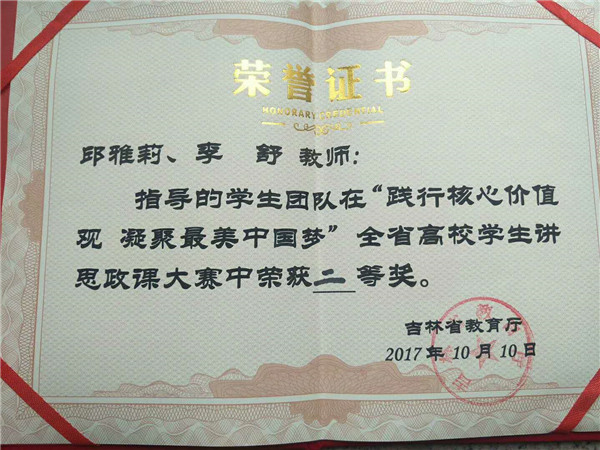 荣誉证书
HONORARY CREDENTIAL
邱雅莉、李 舒 教师：
指导的学生团队在“践行核心价值
观 凝聚最美中国梦”全省高校学生讲
思政课大赛中荣获二等奖。
吉林省教育厅
2017年10月10日